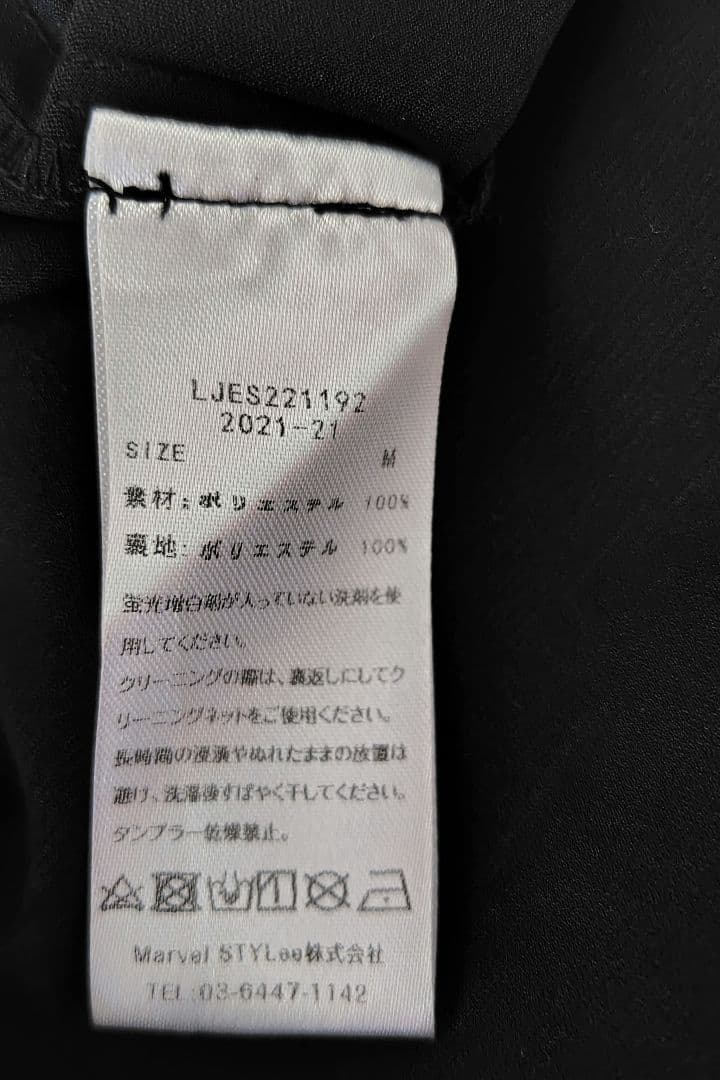 LJES221192
2021-21
SIZE M
素材:ポリエステル 100%
裏地:ポリエステル 100%
蛍光増白剤が入っていない洗剤を使
用してください。
クリーニングの際は、裏返しにしてク
リーニングネットをご使用ください。
長時間の浸漬やぬれたままの放置は
避け、洗濯後すばやく干してください。
タンブラー乾燥禁止。
Marvel STYLee株式会社
TEL:03-6447-1142